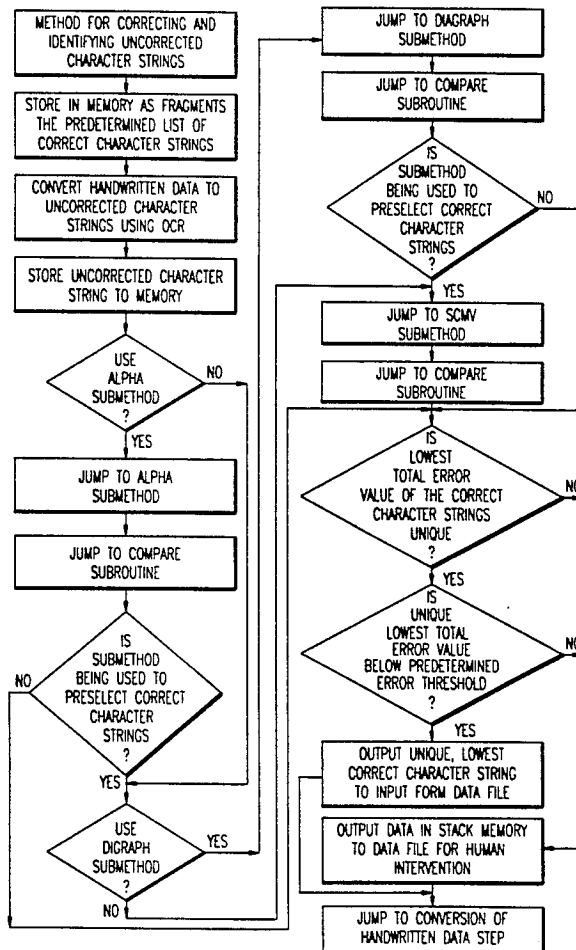 METHOD FOR CORRECTING AND
IDENTIFYING UNCORRECTED
CHARACTER STRINGS
STORE IN MEMORY AS FRAGMENTS
THE PREDETERMINED LIST OF
CORRECT CHARACTER STRINGS
CONVERT HANDWRITTEN DATA TO
UNCORRECTED CHARACTER
STRINGS USING OCR
STORE UNCORRECTED CHARACTER
STRING TO MEMORY
USE
ALPHA
SUBMETHOD
?
NO
YES
JUMP TO ALPHA
SUBMETHOD
JUMP TO COMPARE
SUBROUTINE
IS
SUBMETHOD
BEING USED TO
PRESELECT CORRECT
CHARACTER
STRINGS
?
NO
YES
USE
DIGRAPH
SUBMETHOD
?
YES
NO
JUMP TO DIAGRAPH
SUBMETHOD
JUMP TO COMPARE
SUBROUTINE
IS
SUBMETHOD
BEING USED TO
PRESELECT CORRECT
CHARACTER
STRINGS
?
NO
YES
JUMP TO SCMV
SUBMETHOD
JUMP TO COMPARE
SUBROUTINE
IS
LOWEST
TOTAL ERROR
VALUE OF THE CORRECT
CHARACTER STRINGS
UNIQUE
?
NO
YES
IS
UNIQUE
LOWEST TOTAL
ERROR VALUE
BELOW PREDETERMINED
ERROR THRESHOLD
?
NO
YES
OUTPUT UNIQUE, LOWEST
CORRECT CHARACTER STRING
TO INPUT FORM DATA FILE
OUTPUT DATA IN STACK MEMORY
TO DATA FILE FOR HUMAN
INTERVENTION
JUMP TO CONVERSION OF
HANDWRITTEN DATA STEP